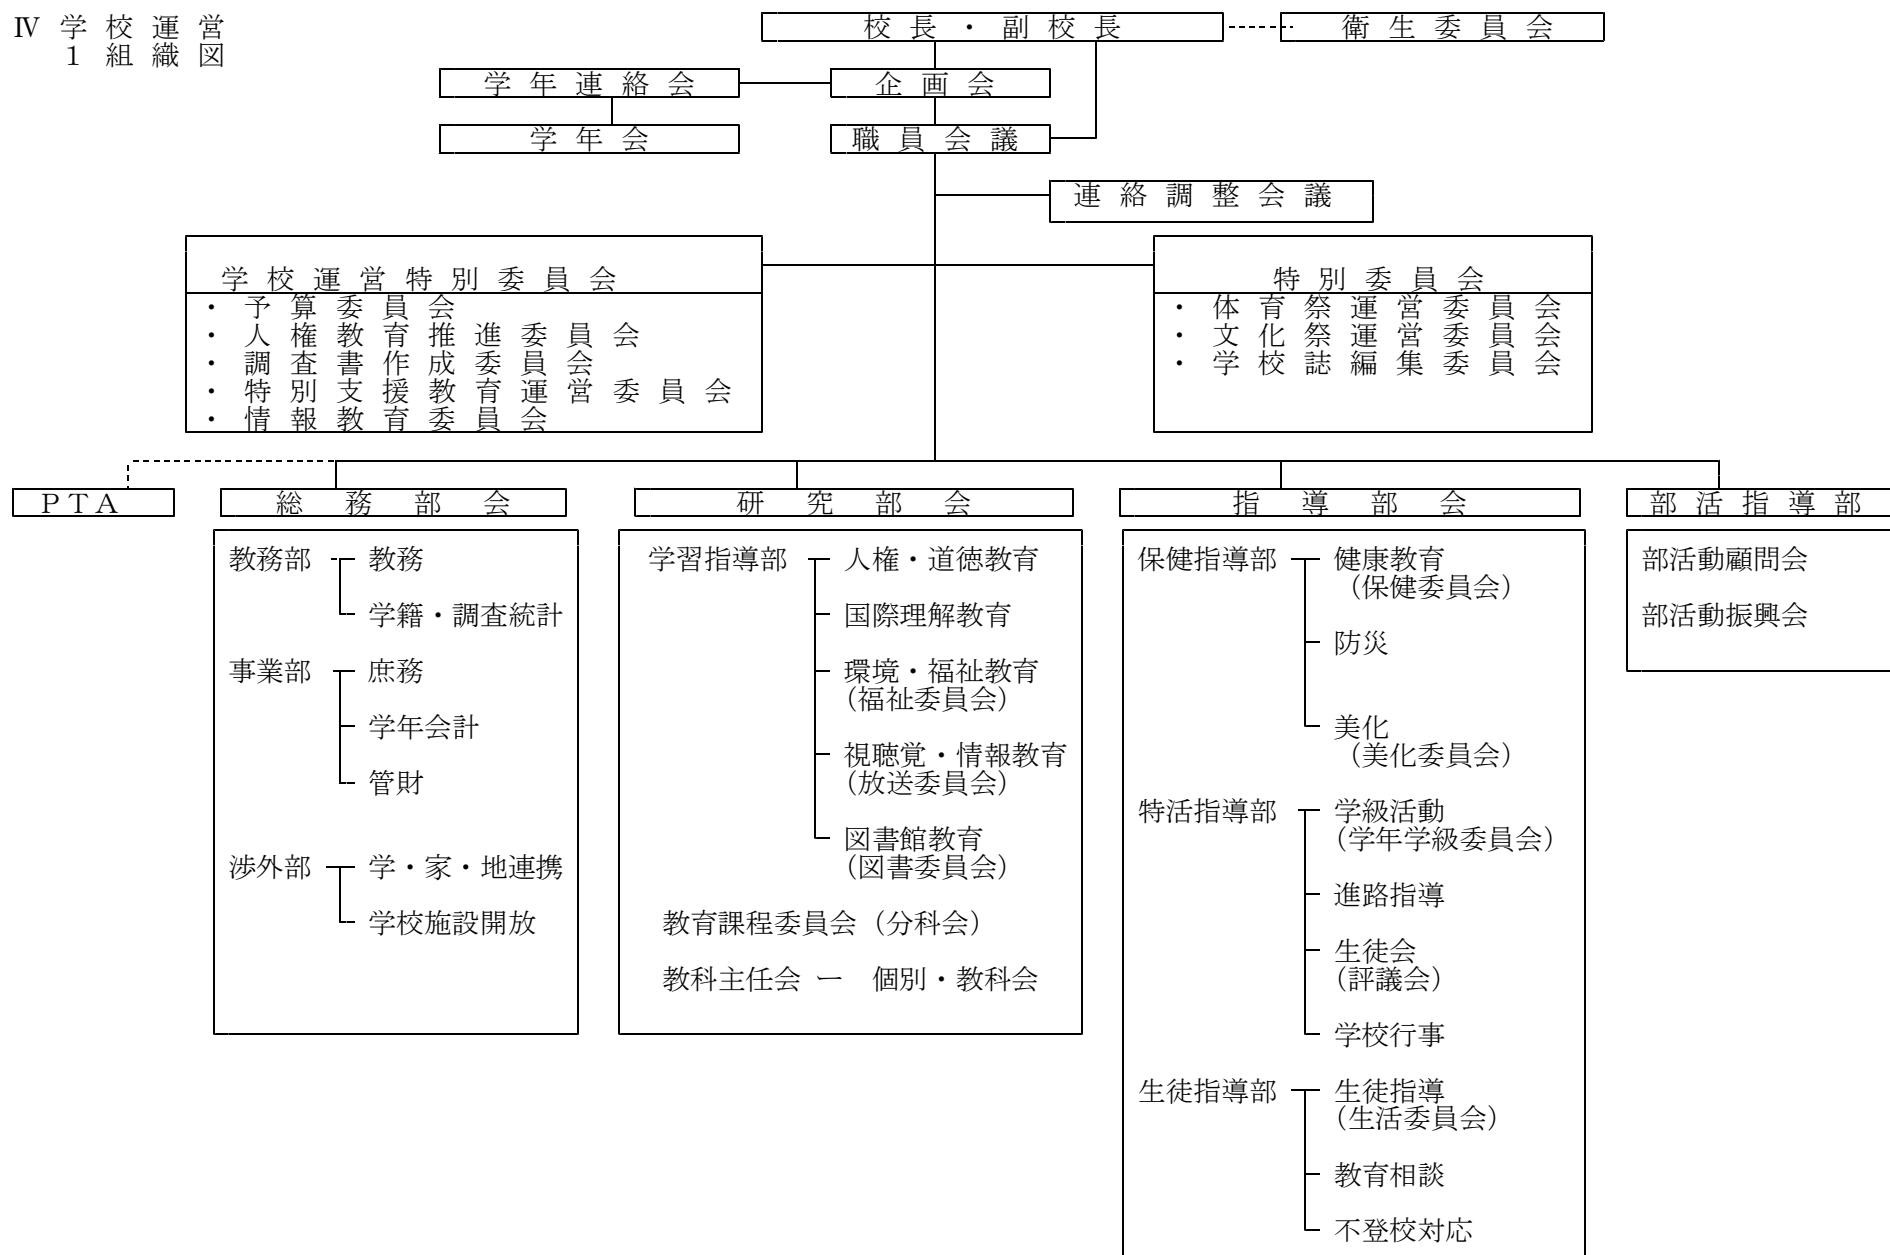 Ⅳ 学校運営
1 組織図
校長・副校長
衛生委員会
学年連絡会
企画会
学年会
職員会議
連絡調整会議
学校運営特別委員会
・予算委員会
・人権教育推進委員会
・調査書作成委員会
・特別支援教育運営委員会
・情報教育委員会
特別委員会
・体育祭運営委員会
・文化祭運営委員会
・学校誌編集委員会
PTA
総務部会
教務部
教務
学籍・調査統計
事業部
庶務
学年会計
管財
渉外部
学・家・地連携
学校施設開放
研究部会
学習指導部
人権・道徳教育
国際理解教育
環境・福祉教育
(福祉委員会)
視聴覚・情報教育
(放送委員会)
図書館教育
(図書委員会)
教育課程委員会(分科会)
教科主任会 ー 個別・教科会
指導部会
保健指導部
健康教育
(保健委員会)
防災
美化
(美化委員会)
特活指導部
学級活動
(学年学級委員会)
進路指導
生徒会
(評議会)
学校行事
生徒指導部
生徒指導
(生活委員会)
教育相談
不登校対応
部活指導部
部活動顧問会
部活動振興会